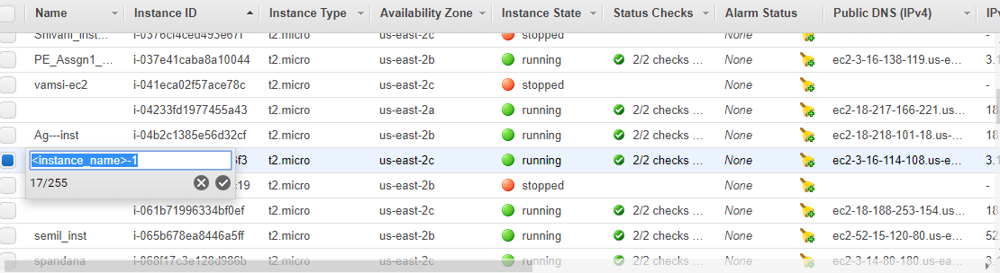 Name Instance ID Instance Type Availability Zone Instance State Status Checks Alarm Status Public DNS (IPv4) IPv
Shivani_inst... i-0376cf4ced493e67f t2.micro us-east-2c stopped None -
PE_Assgn1_... i-037e41caba8a10044 t2.micro us-east-2b running 2/2 checks ... None ec2-3-16-138-119.us-e... 3.1
vamsi-ec2 i-041eca02f57ace78c t2.micro us-east-2c stopped None -
i-04233fd1977455a43 t2.micro us-east-2a running 2/2 checks ... None ec2-18-217-166-221.us... 18
Ag---inst i-04b2c1385e56d32cf t2.micro us-east-2b running 2/2 checks ... None ec2-18-218-101-18.us... 18
<instance_name>-1 8f3 t2.micro us-east-2c running 2/2 checks ... None ec2-3-16-114-108.us-e... 3.1
17/255 c19 t2.micro us-east-2c stopped None -
i-061b71996334bf0ef t2.micro us-east-2c running 2/2 checks ... None ec2-18-188-253-154.us... 18
semil_inst i-065b678ea8446a5ff t2.micro us-east-2b running 2/2 checks ... None ec2-52-15-120-80.us-e... 52
spandana i-068f17c3e128d986b t2.micro us-east-2c running 2/2 checks ... None ec2-3-14-80-180.us-ea... 3.1